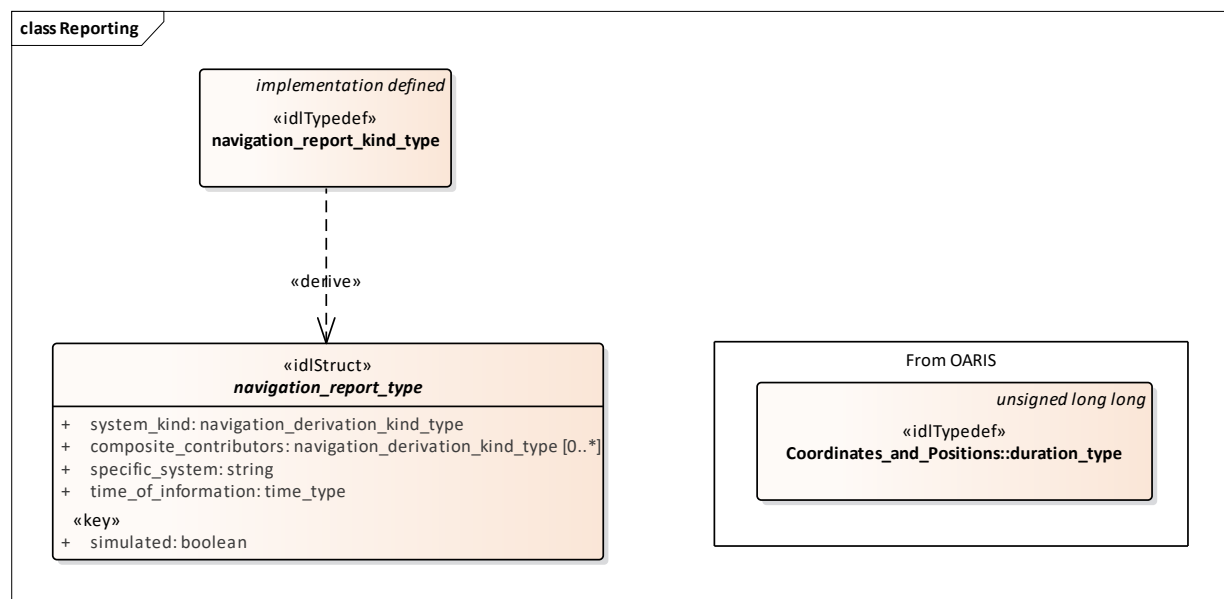 class Reporting
implementation defined
«idlTypedef»
navigation_report_kind_type
«derive»
«idlStruct»
navigation_report_type
+ system_kind: navigation_derivation_kind_type
+ composite_contributors: navigation_derivation_kind_type [0..*]
+ specific_system: string
+ time_of_information: time_type
«key»
+ simulated: boolean
From OARIS
unsigned long long
«idlTypedef»
Coordinates_and_Positions::duration_type